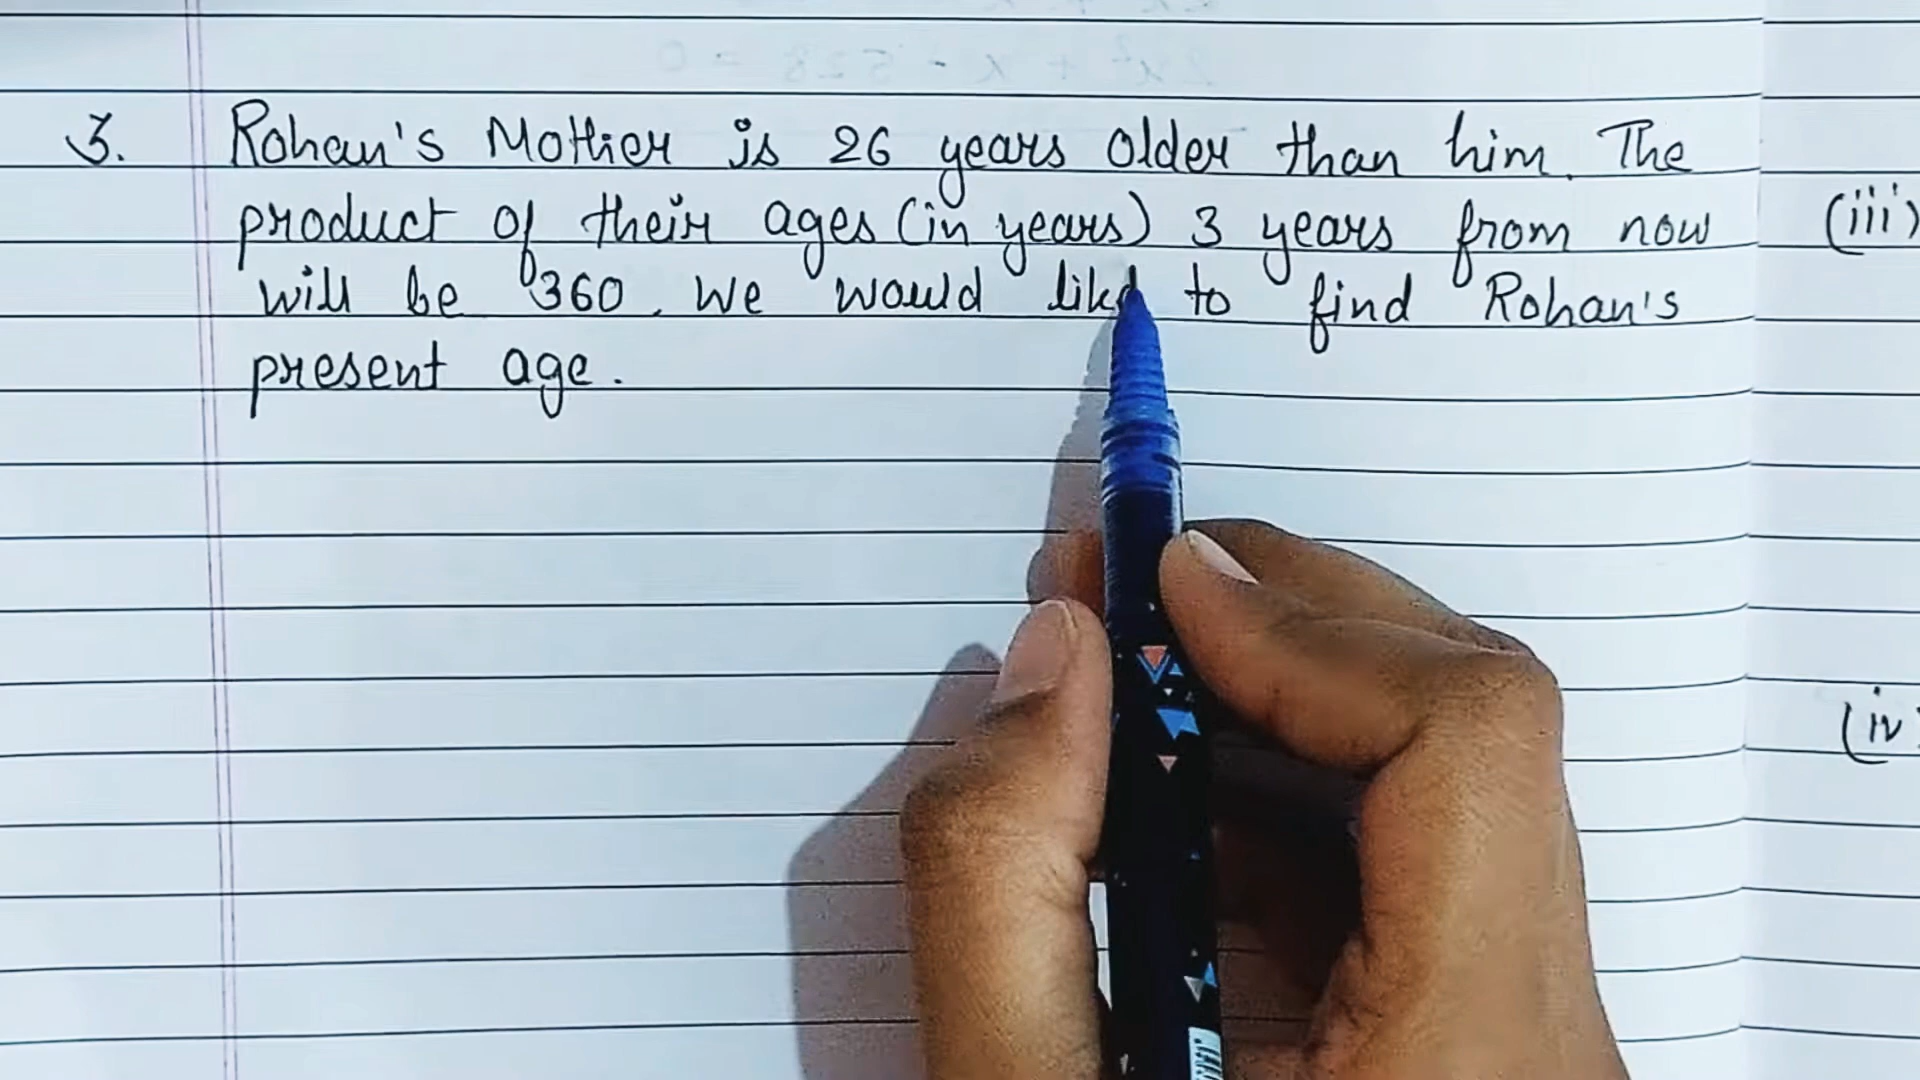 3. Rohan's Mother is 26 years older than him. The
product of their ages (in years) 3 years from now
will be 360. We would like to find Rohan's
present age.
(iii)
(iv)